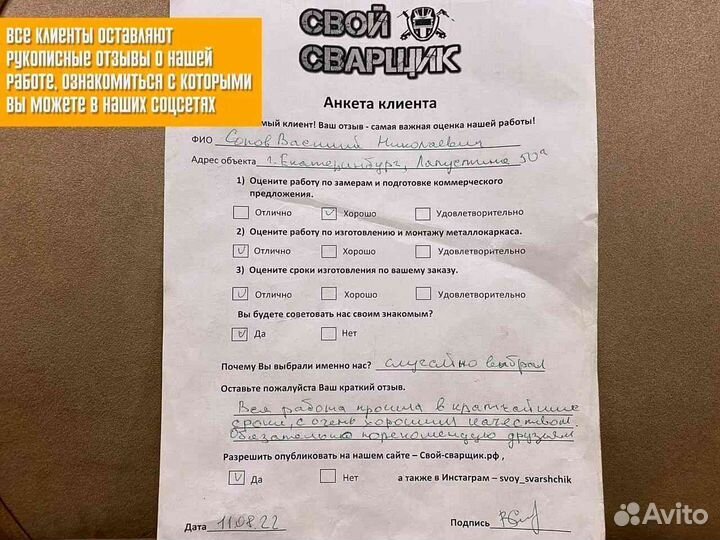 ВСЕ КЛИЕНТЫ ОСТАВЛЯЮТ
РУКОПИСНЫЕ ОТЗЫВЫ О НАШЕЙ
РАБОТЕ, ОЗНАКОМИТЬСЯ С КОТОРЫМИ
ВЫ МОЖЕТЕ В НАШИХ СОЦСЕТЯХ
СВОЙ
СВАРЩИК
Анкета клиента
мый клиент! Ваш отзыв - самая важная оценка нашей работы!
ФИО Сопов Василий Николаевич
Адрес объекта г. Екатеринбург, Лапустина 50а
1) Оцените работу по замерам и подготовке коммерческого
предложения.
Отлично V Хорошо Удовлетворительно
2) Оцените работу по изготовлению и монтажу металлокаркаса.
V Отлично Хорошо Удовлетворительно
3) Оцените сроки изготовления по вашему заказу.
V Отлично Хорошо Удовлетворительно
Вы будете советовать нас своим знакомым?
V Да Нет
Почему Вы выбрали именно нас? случайно выбрал
Оставьте пожалуйста Ваш краткий отзыв.
Вся работа прошла в кратчайшие
сроки, с очень хорошим качеством.
Обязательно порекомендую друзьям
Разрешить опубликовать на нашем сайте – Свой-сварщик.рф ,
V Да Нет а также в Инстаграм – svoy_svarshchik
Дата 11.08.22 Подпись
Avito